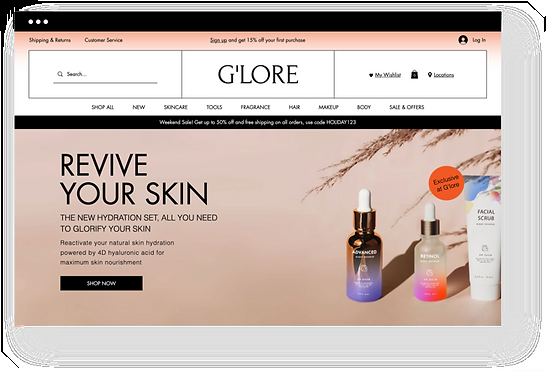 Shipping & Returns Customer Service Sign up and get 15% off your first purchase Log In
Search... G'LORE My Wishlist Locations
SHOP ALL NEW SKINCARE TOOLS FRAGRANCE HAIR MAKEUP BODY SALE & OFFERS
Weekend Sale! Get up to 50% off and free shipping on all orders, use code HOLIDAY123
REVIVE
YOUR SKIN
THE NEW HYDRATION SET, ALL YOU NEED
TO GLORIFY YOUR SKIN
Reactivate your natural skin hydration
powered by 4D hyaluronic acid for
maximum skin nourishment
SHOP NOW
Exclusive
at G'lore
ADVANCED
RETINOL
FACIAL
SCRUB